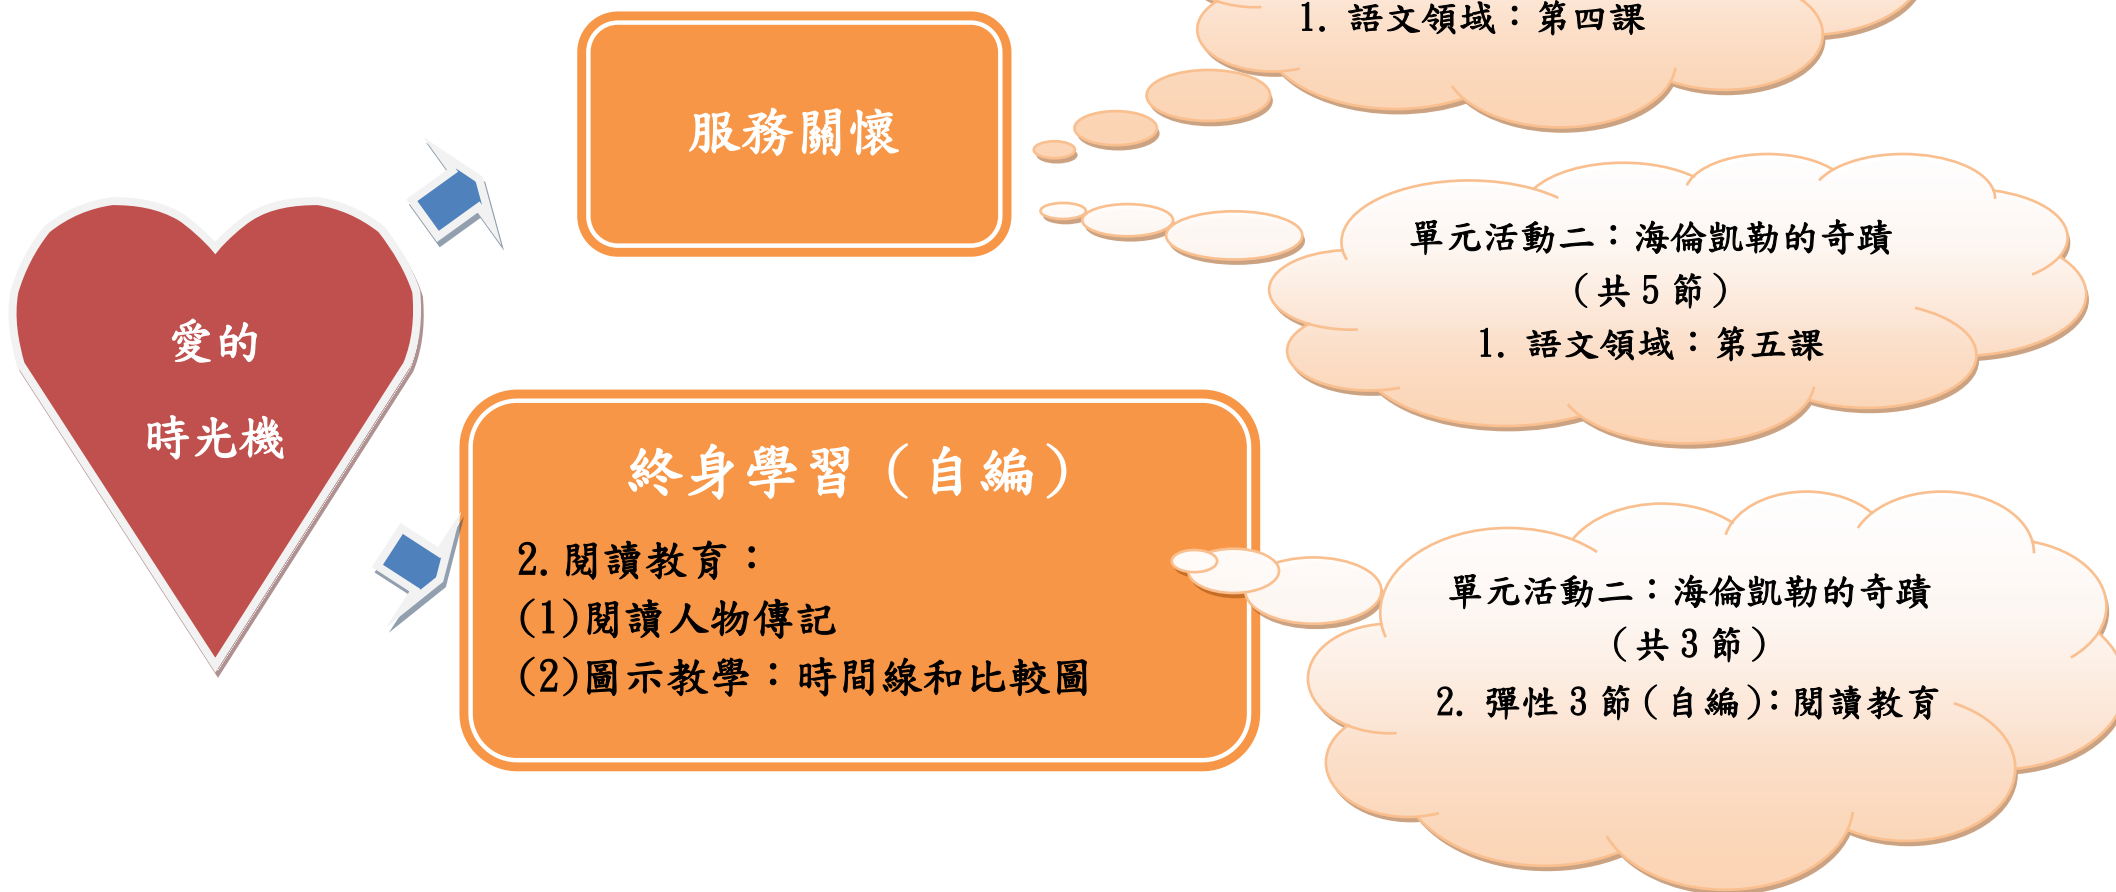 愛的
時光機
服務關懷
1. 語文領域：第四課
單元活動二：海倫凱勒的奇蹟
（共5節）
1. 語文領域：第五課
終身學習（自編）
2.閱讀教育：
(1)閱讀人物傳記
(2)圖示教學：時間線和比較圖
單元活動二：海倫凱勒的奇蹟
（共3節）
2. 彈性3節(自編)：閱讀教育